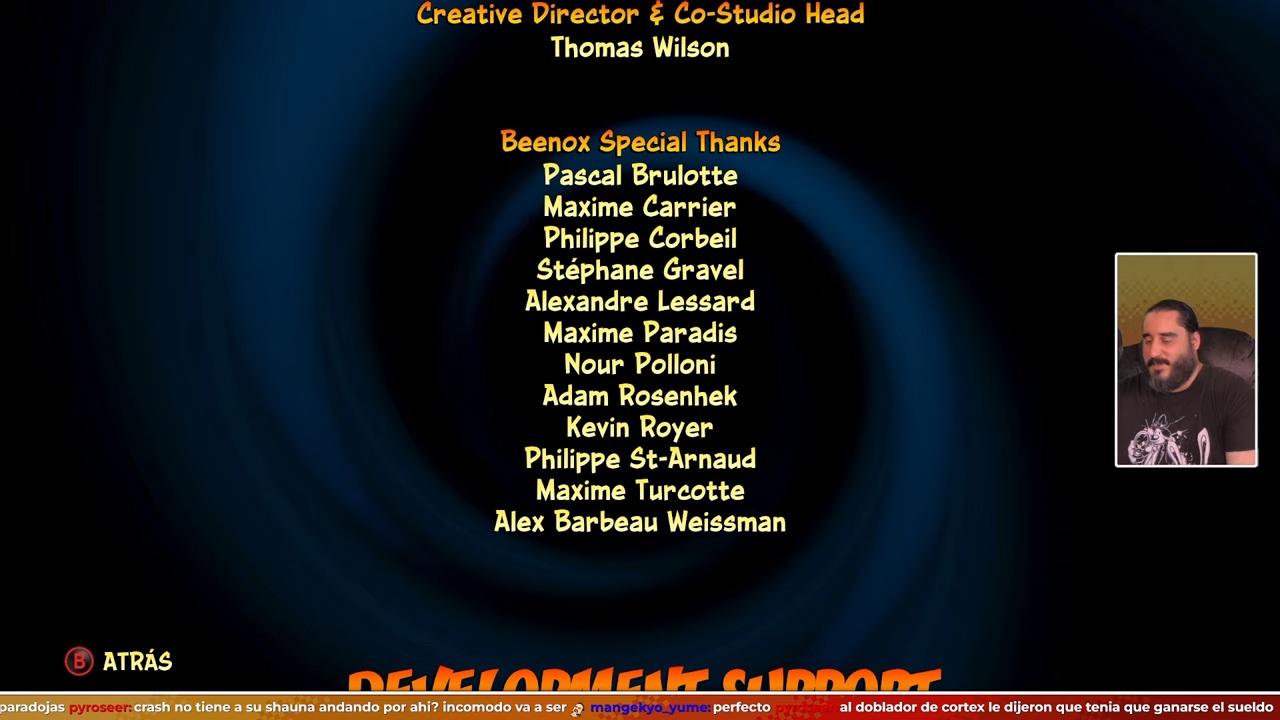 Creative Director & Co-Studio Head
Thomas Wilson
Beenox Special Thanks
Pascal Brulotte
Maxime Carrier
Philippe Corbeil
Stéphane Gravel
Alexandre Lessard
Maxime Paradis
Nour Polloni
Adam Rosenhek
Kevin Royer
Philippe St-Arnaud
Maxime Turcotte
Alex Barbeau Weissman
B ATRÁS
DEVELOPMENT SUPPORT
paradojas pyroseer: crash no tiene a su shauna andando por ahi? incomodo va a ser mangekyo_yume: perfecto pyroseer: al doblador de cortex le dijeron que tenia que ganarse el sueldo